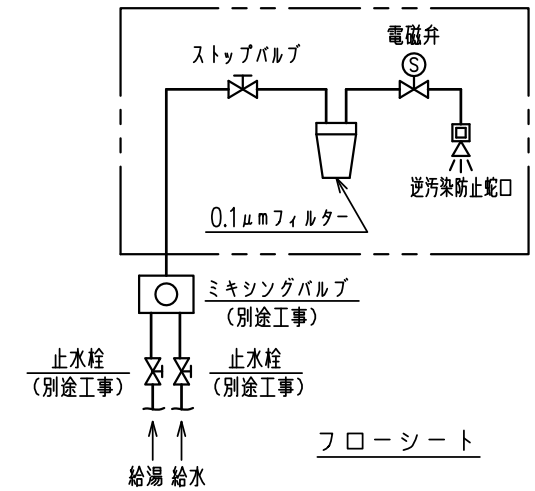 電磁弁
ストップバルブ
S
逆汚染防止蛇口
0.1μmフィルター
ミキシングバルブ
(別途工事)
止水栓
(別途工事)
止水栓
(別途工事)
フローシート
給湯
給水